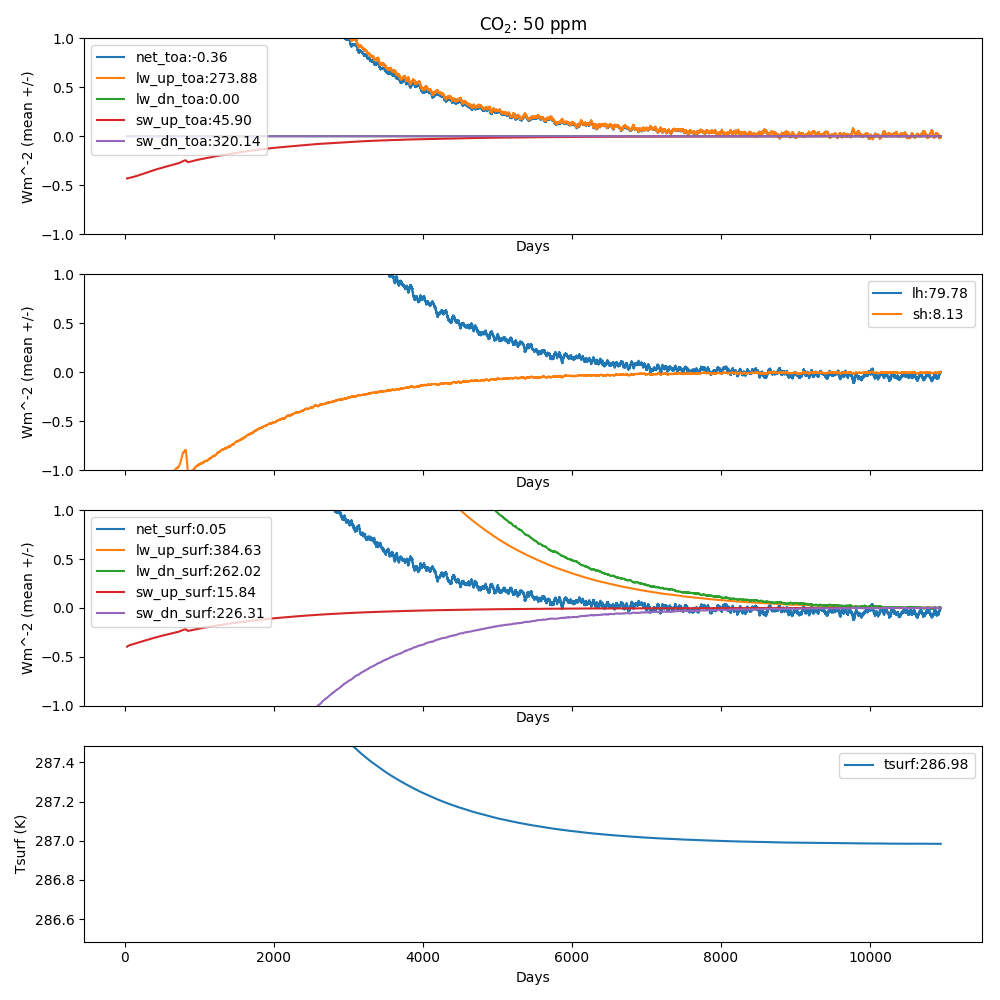 CO₂: 50 ppm
1.0
0.5
0.0
−0.5
−1.0
Wm^-2 (mean +/-)
net_toa:-0.36
lw_up_toa:273.88
lw_dn_toa:0.00
sw_up_toa:45.90
sw_dn_toa:320.14
Days
1.0
0.5
0.0
−0.5
−1.0
Wm^-2 (mean +/-)
lh:79.78
sh:8.13
Days
1.0
0.5
0.0
−0.5
−1.0
Wm^-2 (mean +/-)
net_surf:0.05
lw_up_surf:384.63
lw_dn_surf:262.02
sw_up_surf:15.84
sw_dn_surf:226.31
Days
287.4
287.2
287.0
286.8
286.6
Tsurf (K)
tsurf:286.98
0 2000 4000 6000 8000 10000
Days